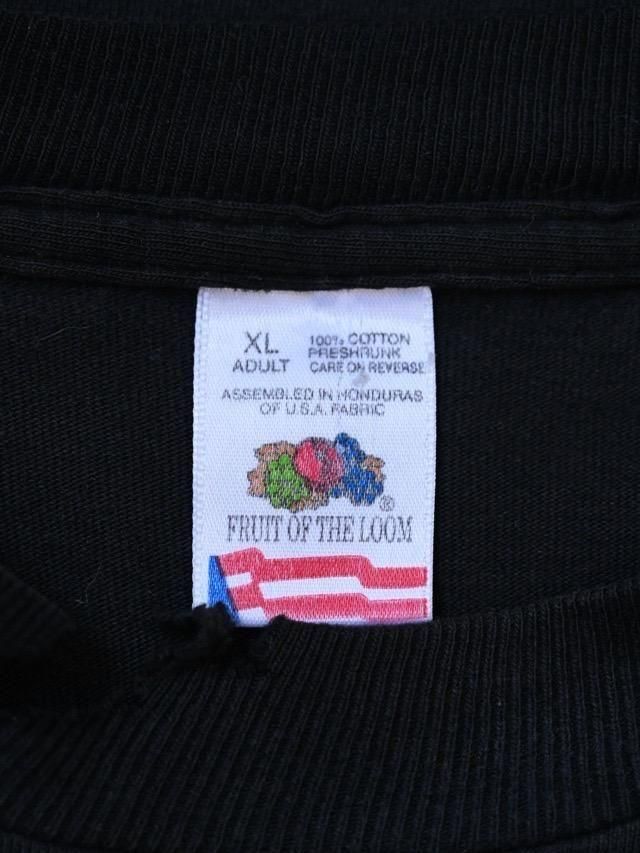 XL
ADULT
100% COTTON
PRESHRUNK
CARE ON REVERSE
ASSEMBLED IN HONDURAS
OF U.S.A. FABRIC
®
FRUIT OF THE LOOM